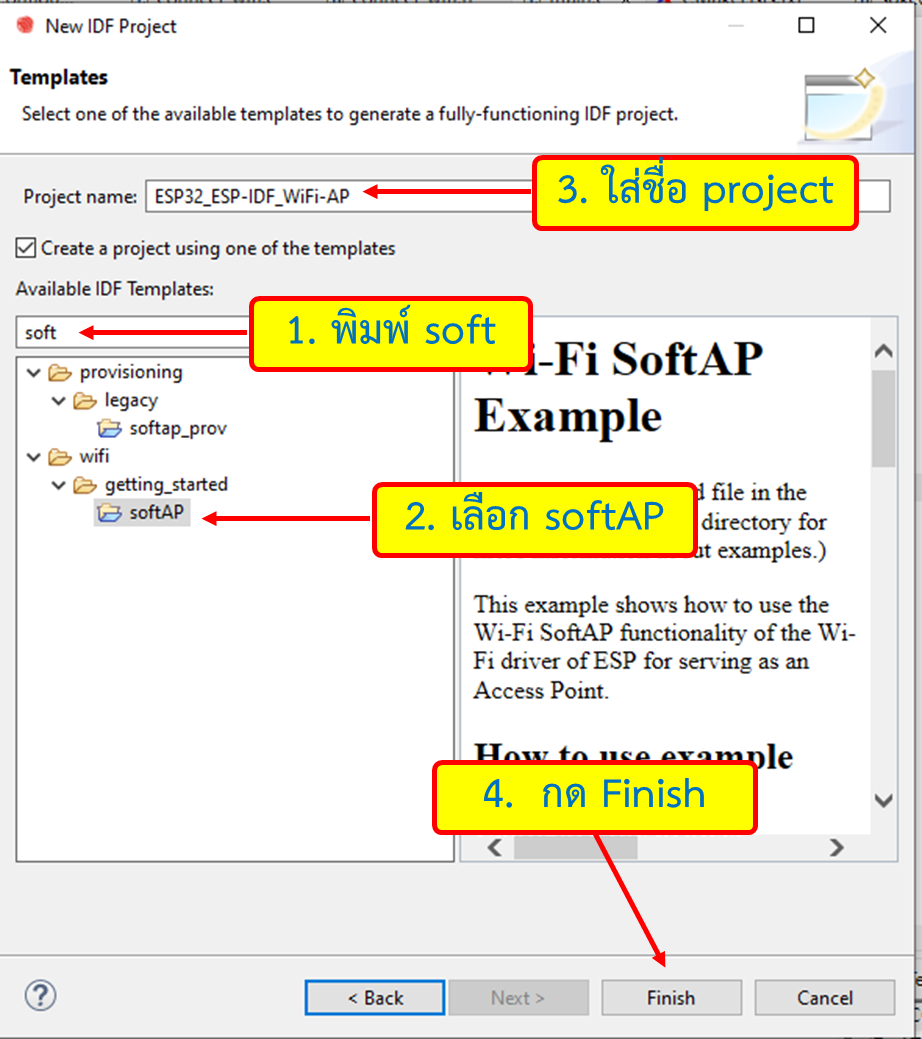 New IDF Project
Templates
Select one of the available templates to generate a fully-functioning IDF project.
Project name: ESP32_ESP-IDF_WiFi-AP
3. ใส่ชื่อ project
Create a project using one of the templates
Available IDF Templates:
soft
1. พิมพ์ soft
provisioning
legacy
softap_prov
wifi
getting_started
softAP
2. เลือก softAP
i-Fi SoftAP
Example
file in the
directory for
examples.)
This example shows how to use the
Wi-Fi SoftAP functionality of the Wi-
Fi driver of ESP for serving as an
Access Point.
How to use example
4. กด Finish
< Back
Next >
Finish
Cancel